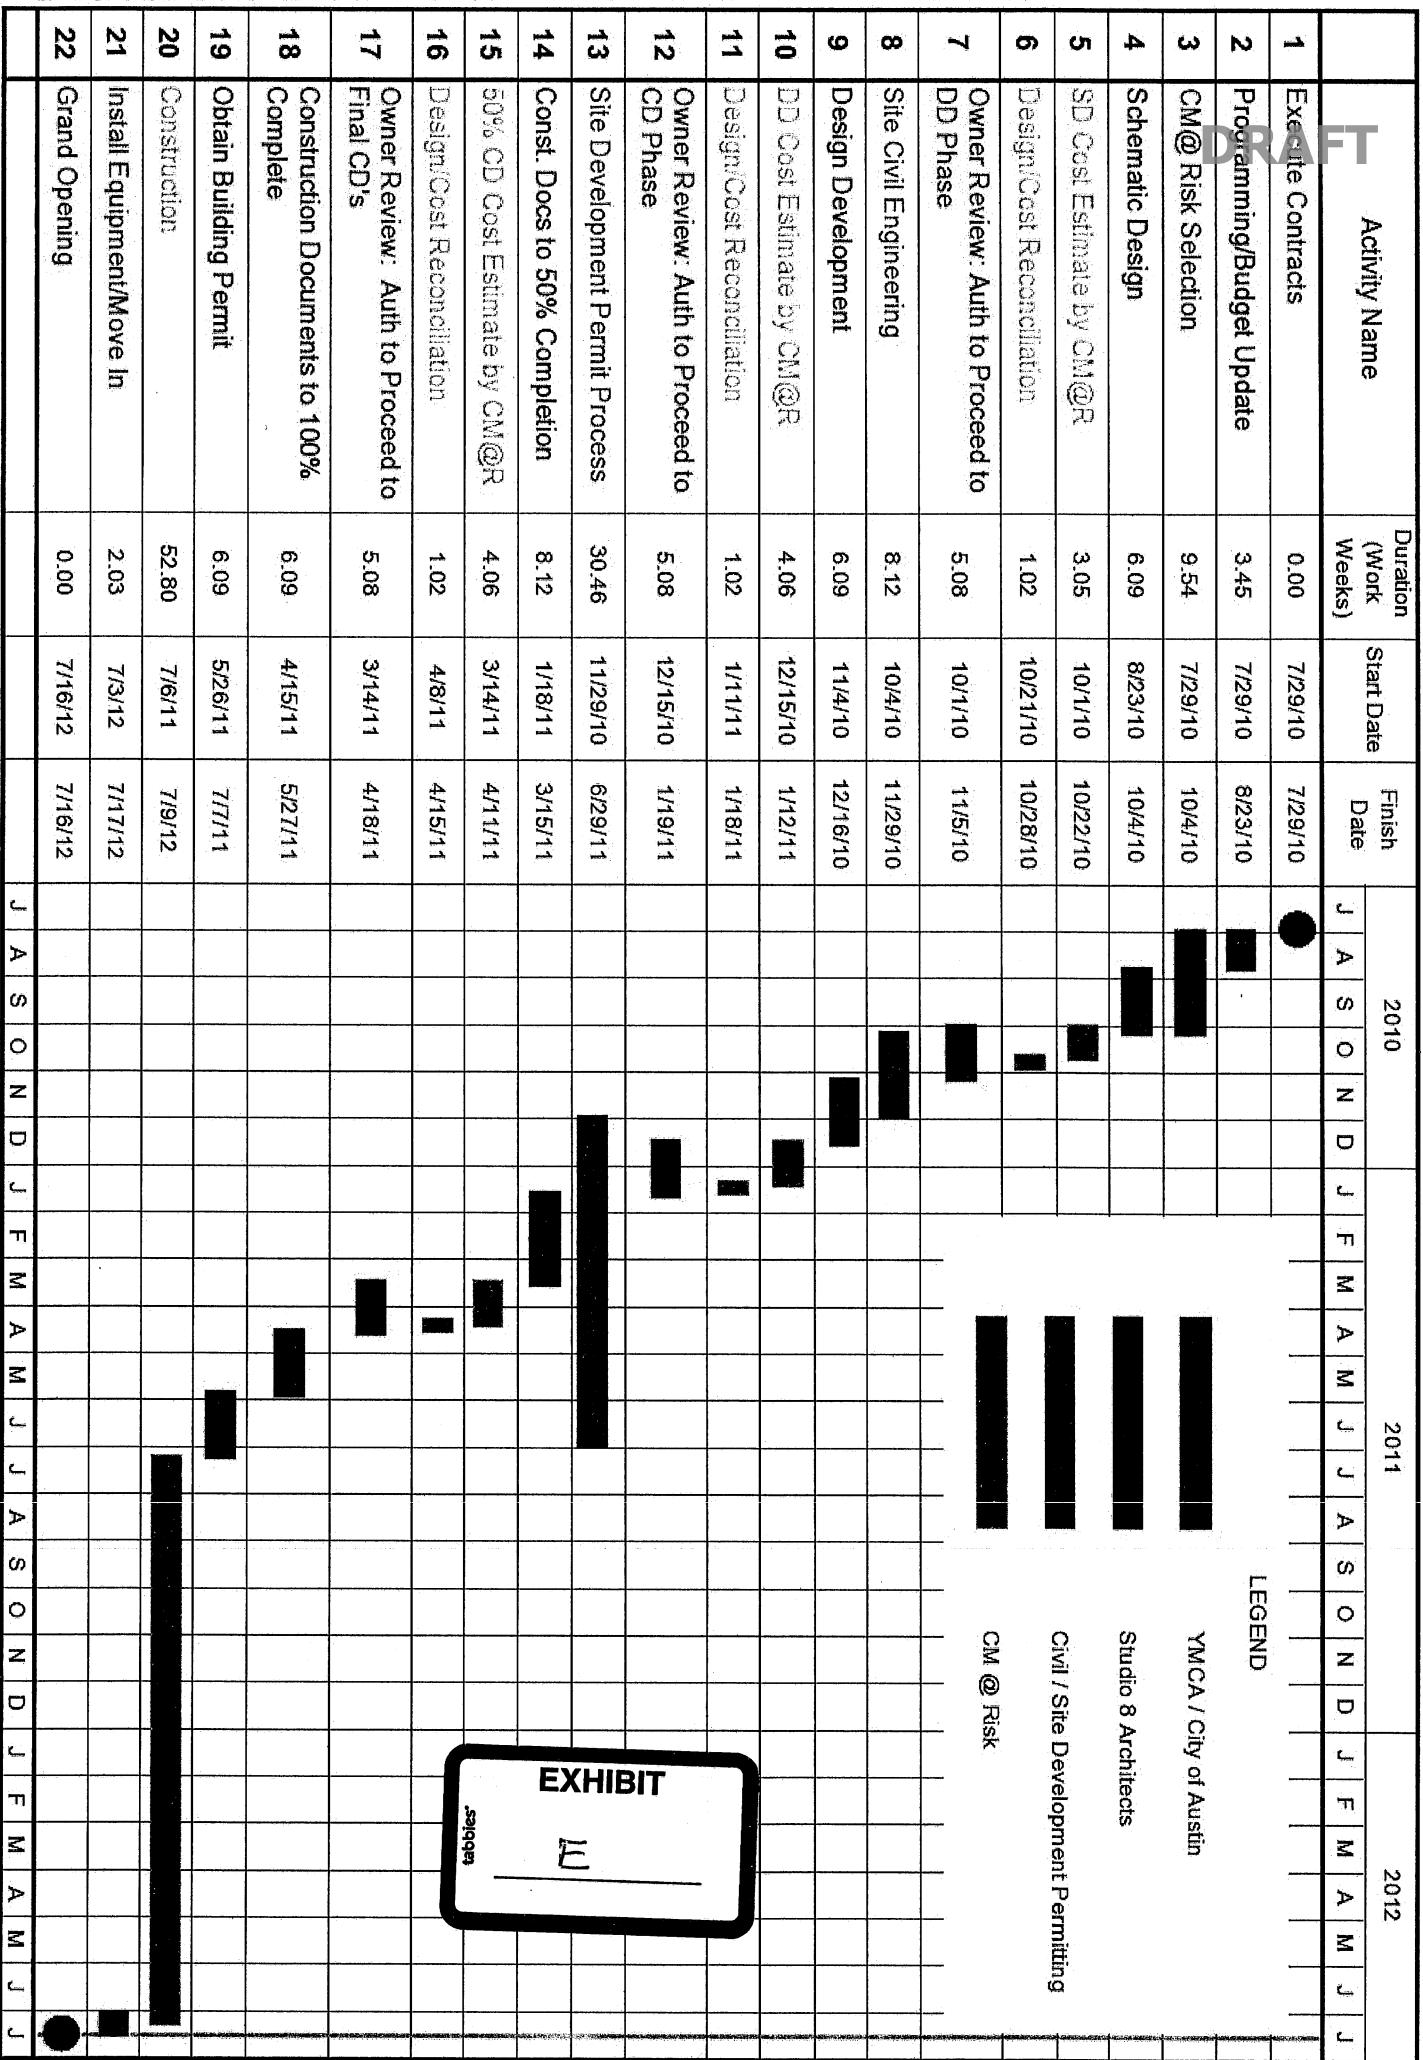 DRAFT
Activity Name
Duration
(Work
Weeks)
Start Date
Finish
Date
2010
2011
2012
J A S O N D J F M A M J J A S O N D J F M A M J J
1 Execute Contracts 0.00 7/29/10 7/29/10
2 Programming/Budget Update 3.45 7/29/10 8/23/10
3 CM@ Risk Selection 9.54 7/29/10 10/4/10
4 Schematic Design 6.09 8/23/10 10/4/10
5 SD Cost Estimate by CM@R 3.05 10/1/10 10/22/10
6 Design/Cost Reconciliation 1.02 10/21/10 10/28/10
7 Owner Review: Auth to Proceed to
DD Phase 5.08 10/1/10 11/5/10
8 Site Civil Engineering 8.12 10/4/10 11/29/10
9 Design Development 6.09 11/4/10 12/16/10
10 DD Cost Estimate by CM@R 4.06 12/15/10 1/12/11
11 Design/Cost Reconciliation 1.02 1/11/11 1/18/11
12 Owner Review: Auth to Proceed to
CD Phase 5.08 12/15/10 1/19/11
13 Site Development Permit Process 30.46 11/29/10 6/29/11
14 Const. Docs to 50% Completion 8.12 1/18/11 3/15/11
15 50% CD Cost Estimate by CM@R 4.06 3/14/11 4/11/11
16 Design/Cost Reconciliation 1.02 4/8/11 4/15/11
17 Owner Review: Auth to Proceed to
Final CD's 5.08 3/14/11 4/18/11
18 Construction Documents to 100%
Complete 6.09 4/15/11 5/27/11
19 Obtain Building Permit 6.09 5/26/11 7/7/11
20 Construction 52.80 7/6/11 7/9/12
21 Install Equipment/Move In 2.03 7/3/12 7/17/12
22 Grand Opening 0.00 7/16/12 7/16/12
J A S O N D J F M A M J J A S O N D J F M A M J J
LEGEND
YMCA / City of Austin
Studio 8 Architects
Civil / Site Development Permitting
CM @ Risk
EXHIBIT
E
tabbies